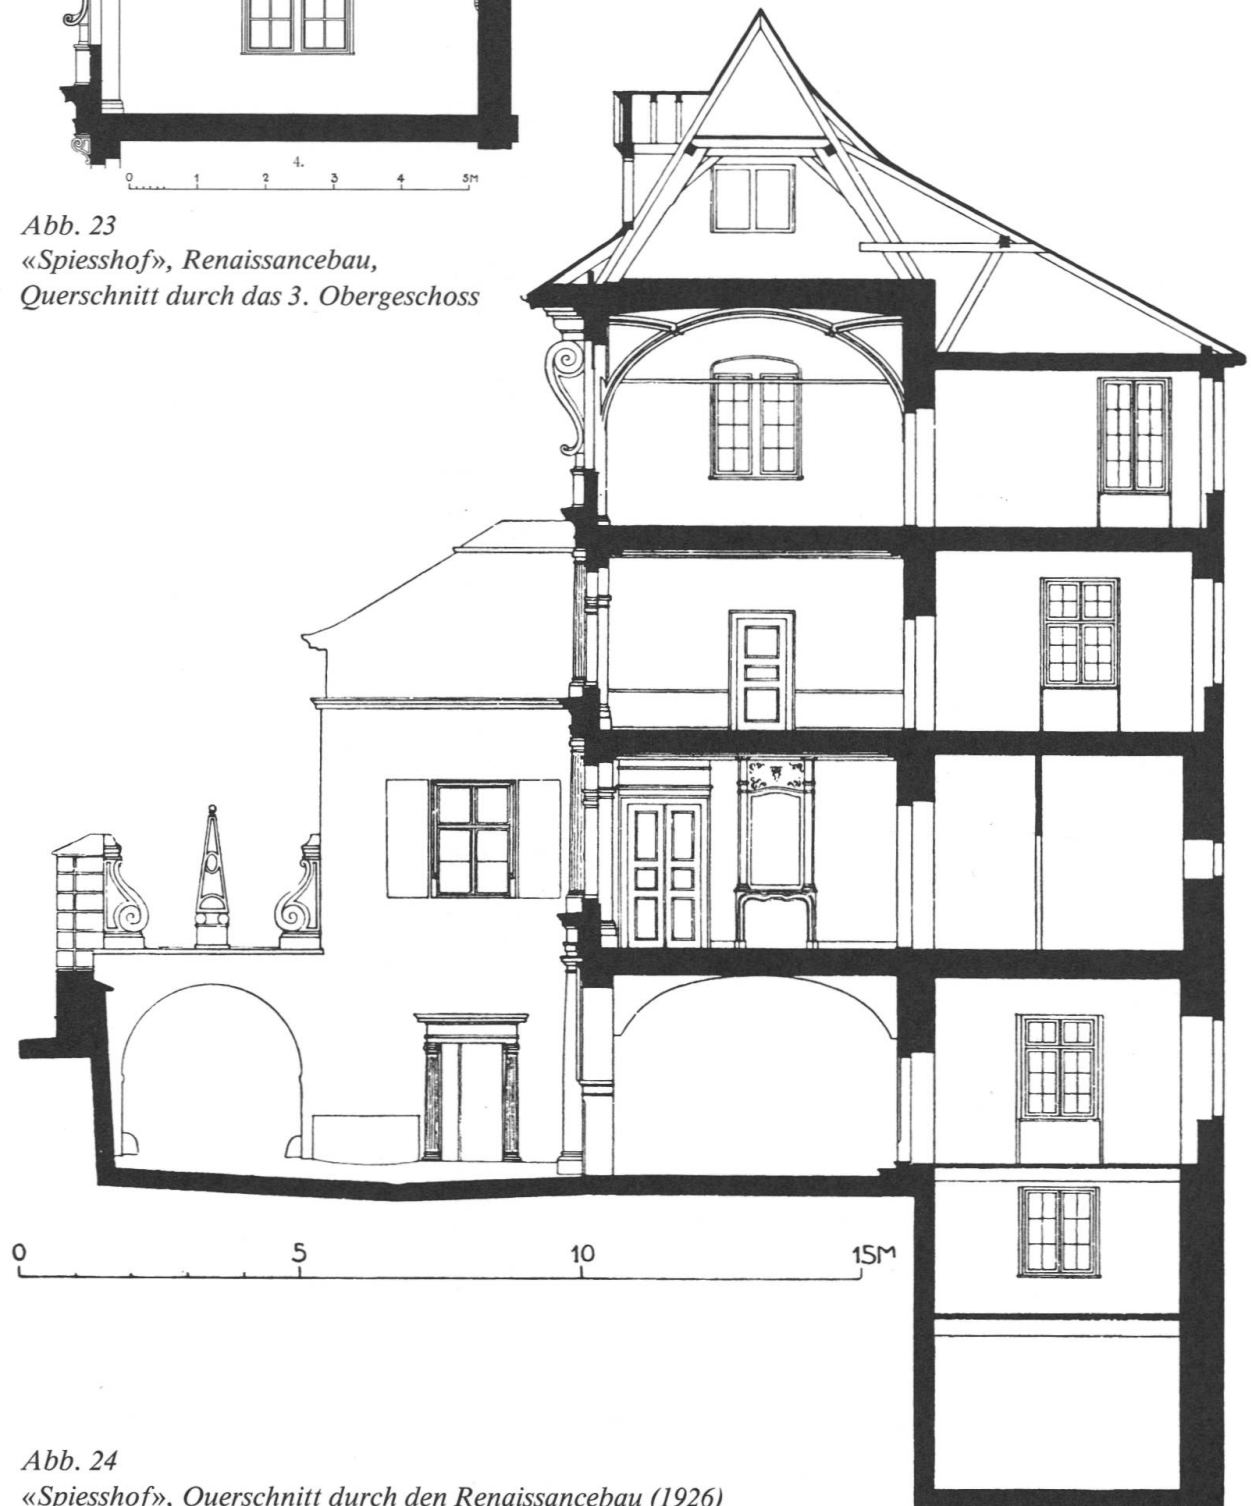 4.
0 1 2 3 4 5M
Abb. 23
«Spiesshof», Renaissancebau,
Querschnitt durch das 3. Obergeschoss
0 5 10 15M
Abb. 24
«Spiesshof», Querschnitt durch den Renaissancebau (1926)